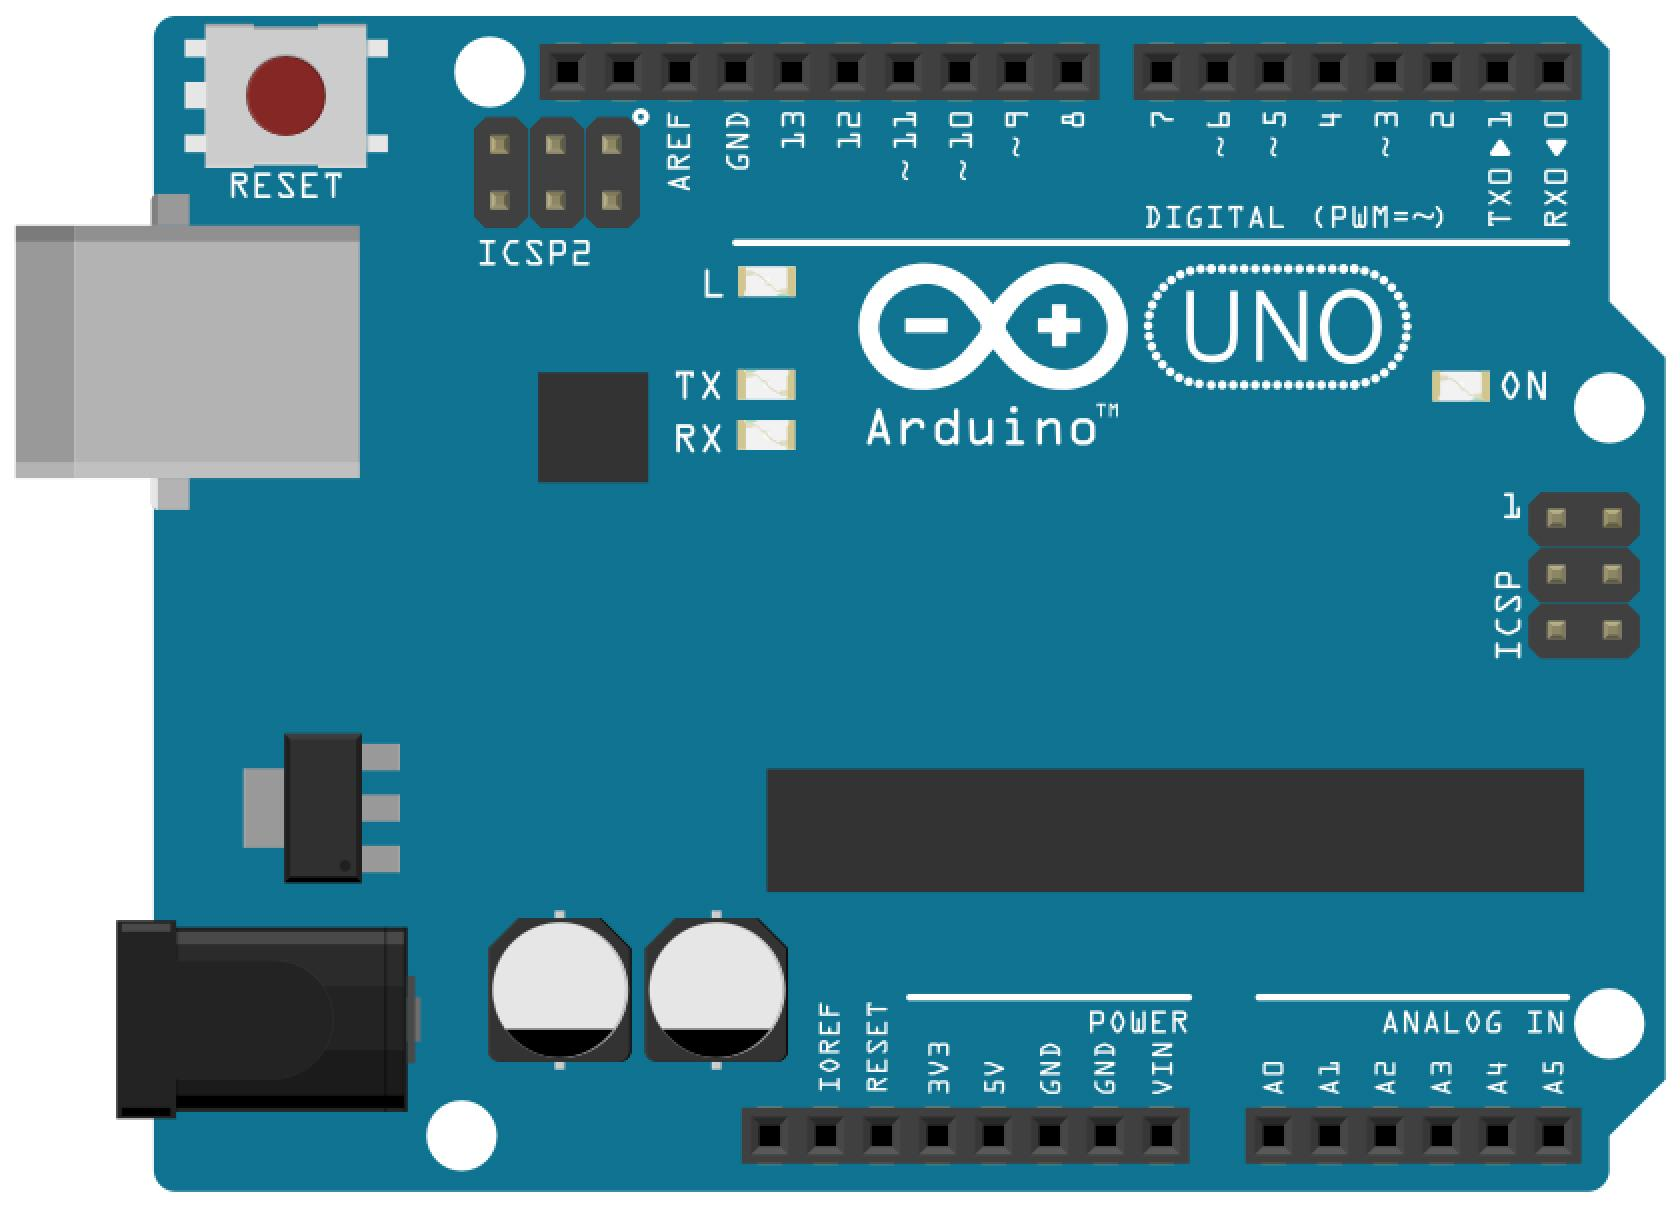 RESET
ICSP2
AREF
GND
13
12
~11
~10
~9
8
7
~6
~5
4
~3
2
TX0▶1
RX0◀0
DIGITAL (PWM=~)
L
TX
RX
UNO
Arduino™
ON
1
ICSP
POWER
ANALOG IN
IOREF
RESET
3V3
5V
GND
GND
VIN
A0
A1
A2
A3
A4
A5